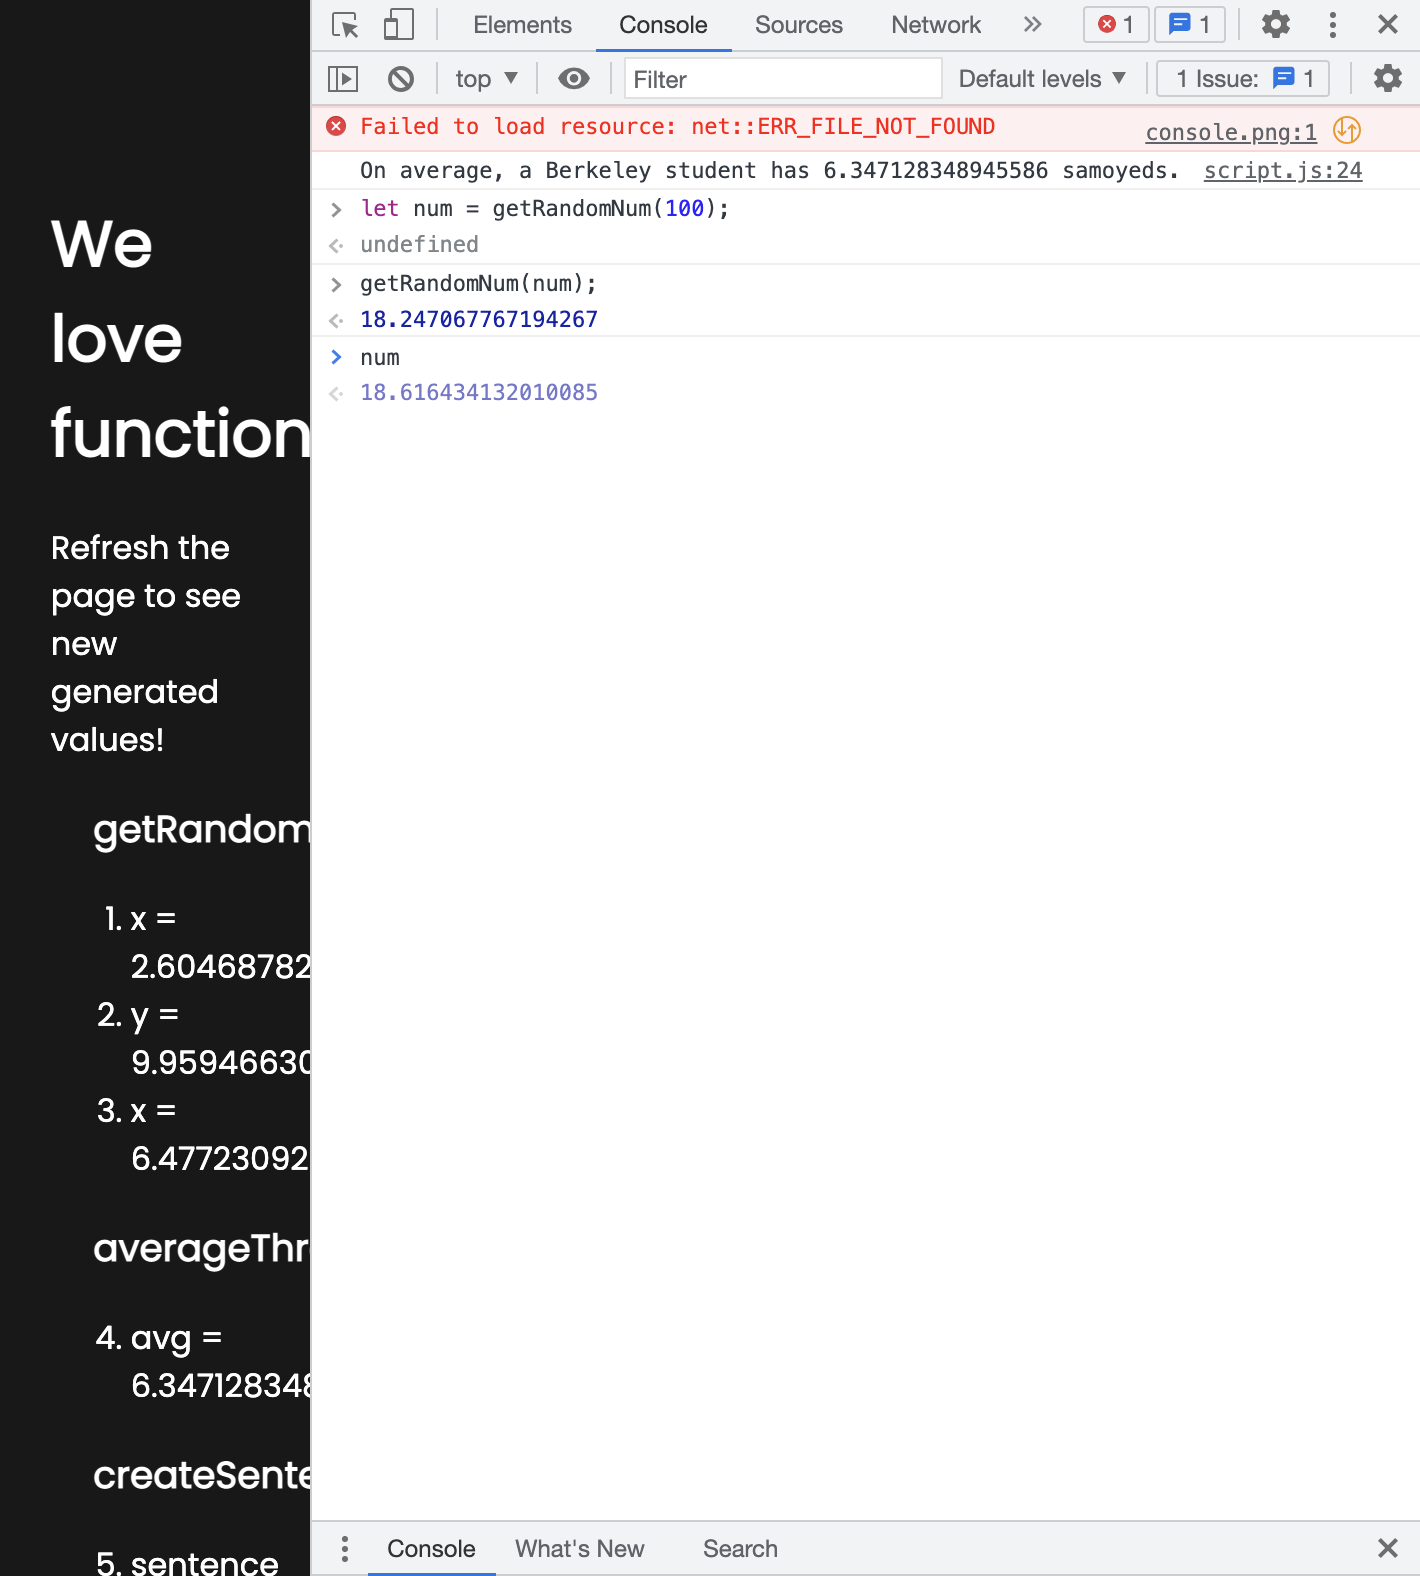 We
love
function
Refresh the
page to see
new
generated
values!
getRandom
1. x =
2.60468782
2. y =
9.95946630
3. x =
6.47723092
averageThr
4. avg =
6.347128348
createSente
5. sentence
Elements Console Sources Network » 1 1
top ▼ Filter Default levels ▼ 1 Issue: 1
Failed to load resource: net::ERR_FILE_NOT_FOUND console.png:1
On average, a Berkeley student has 6.347128348945586 samoyeds. script.js:24
> let num = getRandomNum(100);
undefined
> getRandomNum(num);
18.247067767194267
> num
18.616434132010085
Console What's New Search